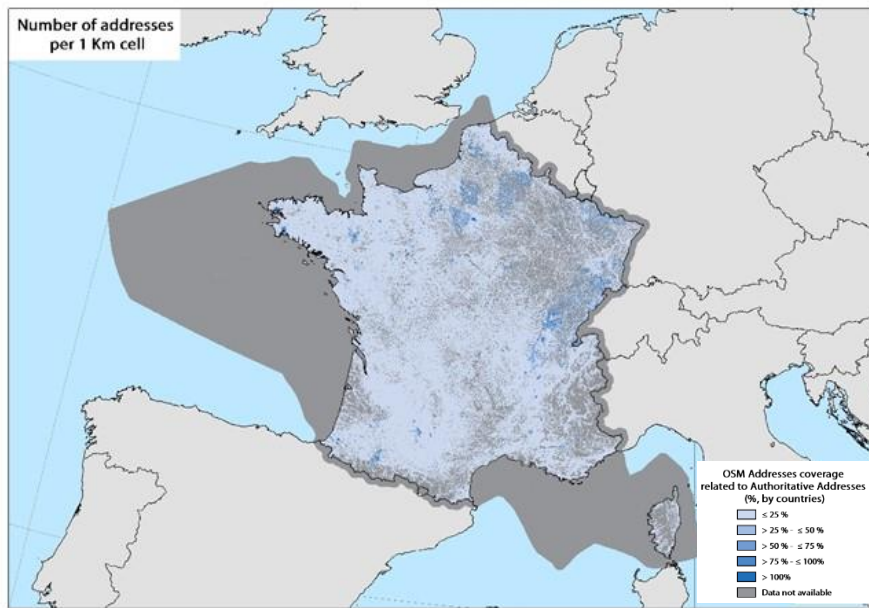 Number of addresses
per 1 Km cell
OSM Addresses coverage
related to Authoritative Addresses
(%, by countries)
≤ 25 %
> 25 % - ≤ 50 %
> 50 % - ≤ 75 %
> 75 % - ≤ 100%
> 100%
Data not available